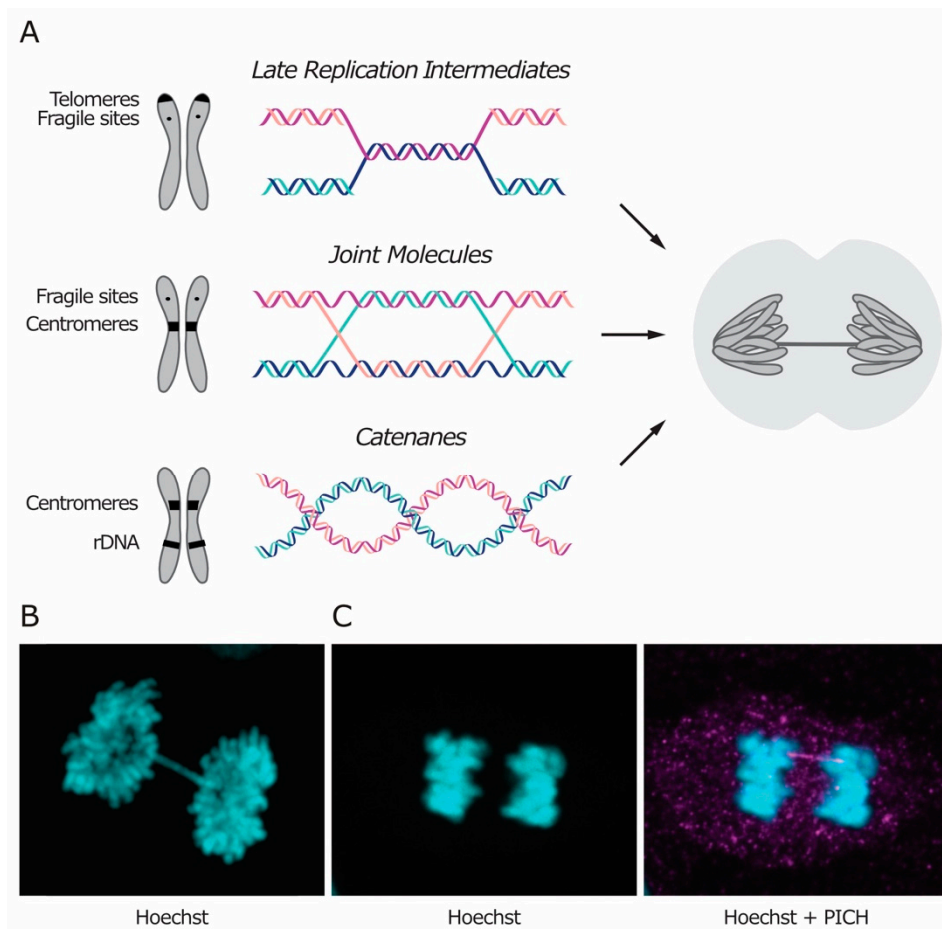 A
Late Replication Intermediates
Telomeres
Fragile sites
Joint Molecules
Fragile sites
Centromeres
Catenanes
Centromeres
rDNA
B
C
Hoechst
Hoechst
Hoechst + PICH